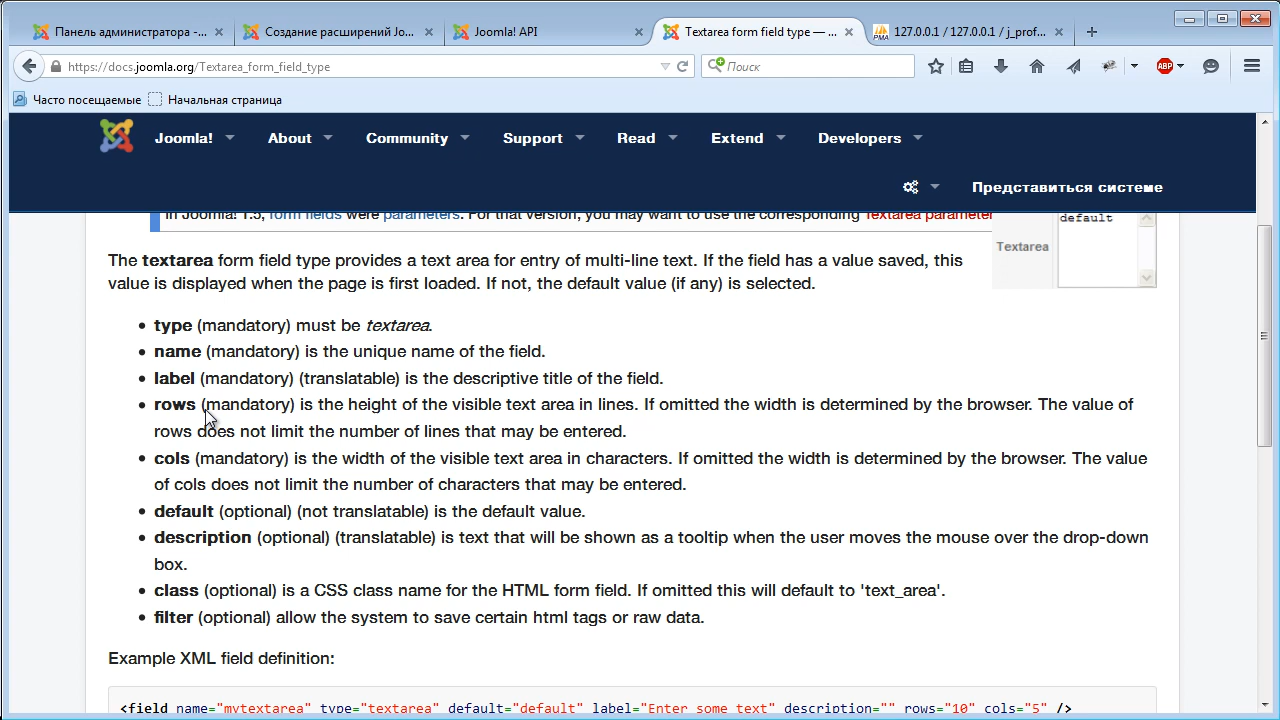 Панель администратора -...
Создание расширений Joo...
Joomla! API
Textarea form field type — ...
127.0.0.1 / 127.0.0.1 / j_prof...
https://docs.joomla.org/Textarea_form_field_type
Поиск
ABP
Часто посещаемые
Начальная страница
Joomla!
About
Community
Support
Read
Extend
Developers
Представиться системе
In Joomla! 1.5, form fields were parameters. For that version, you may want to use the corresponding Textarea parameter
default
Textarea
The textarea form field type provides a text area for entry of multi-line text. If the field has a value saved, this
value is displayed when the page is first loaded. If not, the default value (if any) is selected.
• type (mandatory) must be textarea.
• name (mandatory) is the unique name of the field.
• label (mandatory) (translatable) is the descriptive title of the field.
• rows (mandatory) is the height of the visible text area in lines. If omitted the width is determined by the browser. The value of
rows does not limit the number of lines that may be entered.
• cols (mandatory) is the width of the visible text area in characters. If omitted the width is determined by the browser. The value
of cols does not limit the number of characters that may be entered.
• default (optional) (not translatable) is the default value.
• description (optional) (translatable) is text that will be shown as a tooltip when the user moves the mouse over the drop-down
box.
• class (optional) is a CSS class name for the HTML form field. If omitted this will default to 'text_area'.
• filter (optional) allow the system to save certain html tags or raw data.
Example XML field definition:
<field name="mytextarea" type="textarea" default="default" label="Enter some text" description="" rows="10" cols="5" />